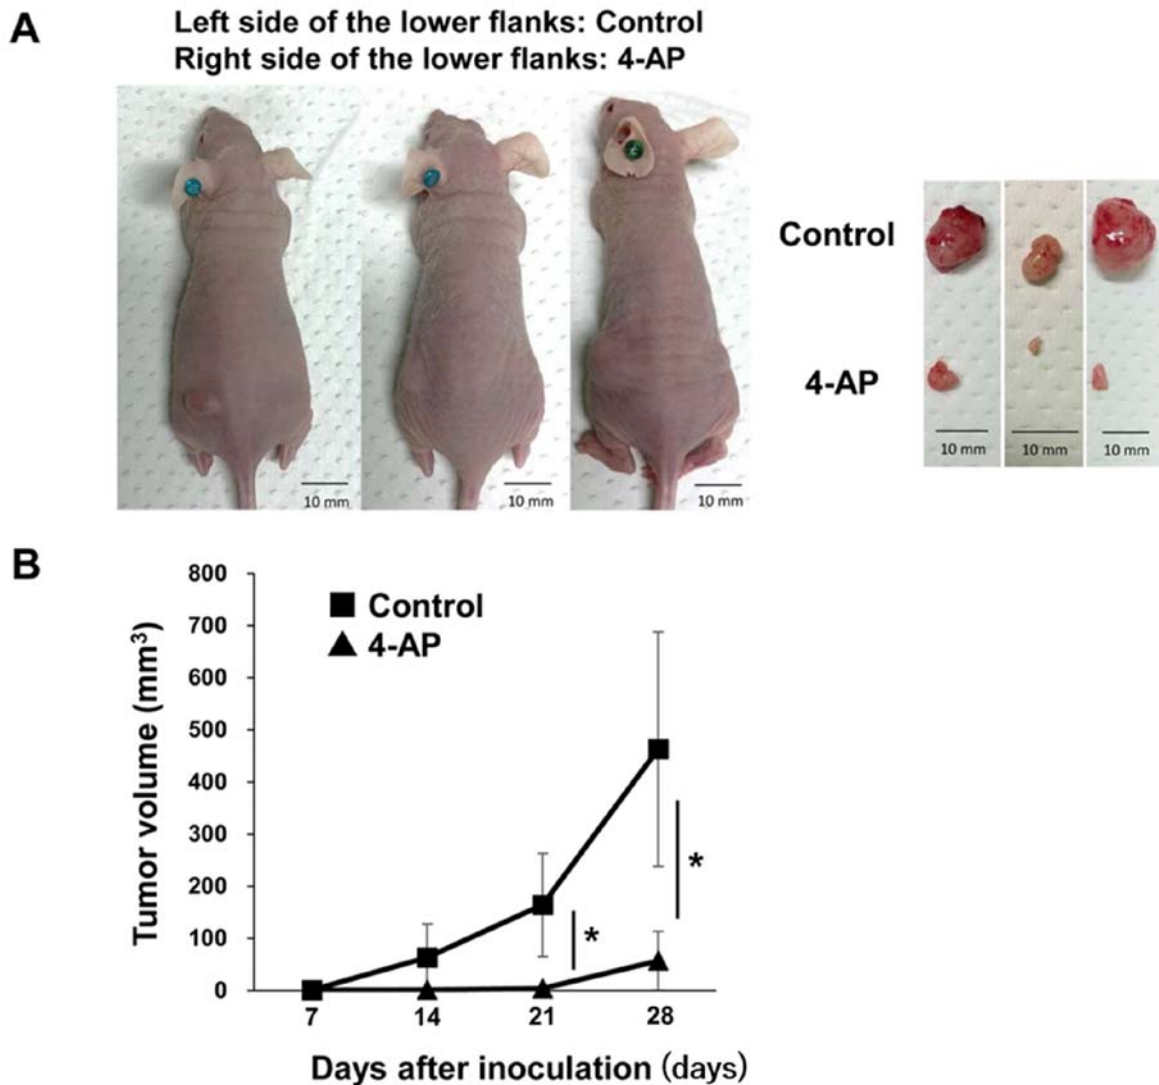 A
Left side of the lower flanks: Control
Right side of the lower flanks: 4-AP
10 mm
10 mm
10 mm
Control
4-AP
10 mm
10 mm
10 mm
B
Control
4-AP
Tumor volume (mm³)
800
700
600
500
400
300
200
100
0
*
*
7
14
21
28
Days after inoculation (days)